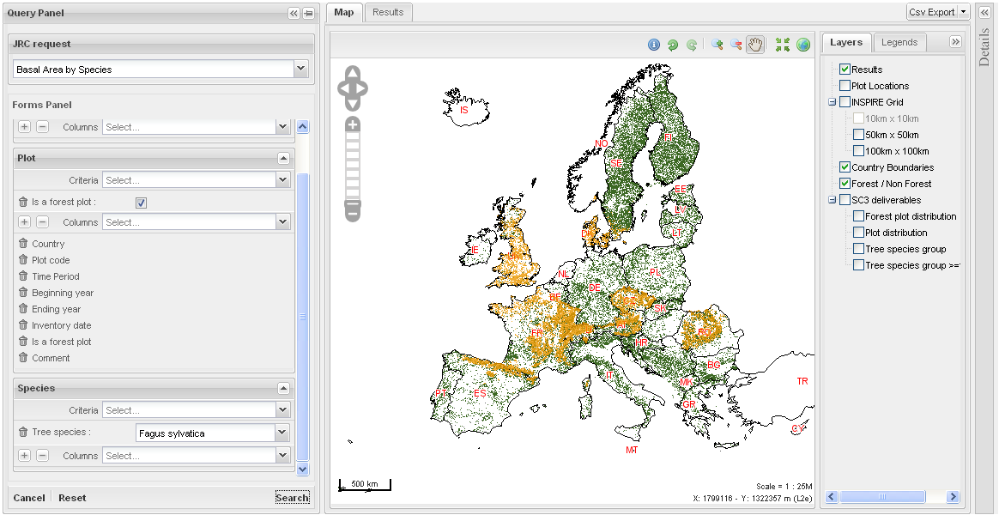 Query Panel
JRC request
Basal Area by Species
Forms Panel
Columns Select...
Plot
Criteria Select...
Is a forest plot :
Columns Select...
Country
Plot code
Time Period
Beginning year
Ending year
Inventory date
Is a forest plot
Comment
Species
Criteria Select...
Tree species : Fagus sylvatica
Columns Select...
Cancel Reset Search
Map Results Csv Export
IS
NO
SE
FI
EE
LV
LT
IE
NL
DE
PL
BE
SK
FR
HR
RO
BG
IT
MK
PT
ES
GR
TR
CY
MT
500 km
Scale = 1 : 25M
X: 1799116 - Y: 1322357 m (L2e)
Layers Legends
Results
Plot Locations
INSPIRE Grid
10km x 10km
50km x 50km
100km x 100km
Country Boundaries
Forest / Non Forest
SC3 deliverables
Forest plot distribution
Plot distribution
Tree species group
Tree species group >=
Details